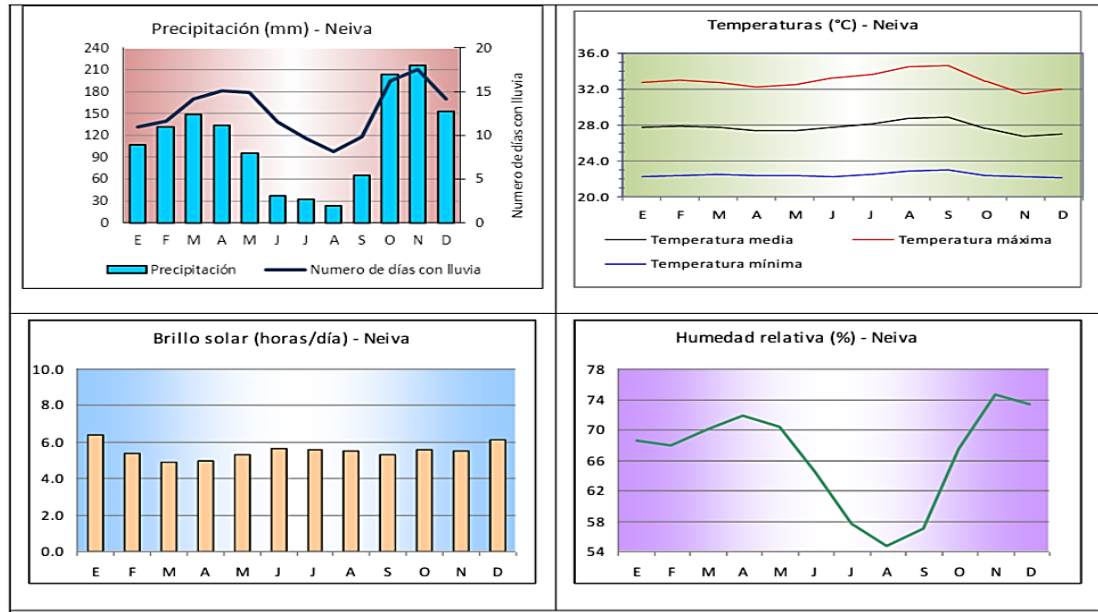 Precipitación (mm) - Neiva
240
210
180
150
120
90
60
30
0
20
15
10
5
0
Numero de días con lluvia
E F M A M J J A S O N D
Precipitación Numero de días con lluvia
Temperaturas (°C) - Neiva
36.0
32.0
28.0
24.0
20.0
E F M A M J J A S O N D
Temperatura media Temperatura máxima
Temperatura mínima
Brillo solar (horas/día) - Neiva
10.0
8.0
6.0
4.0
2.0
0.0
E F M A M J J A S O N D
Humedad relativa (%) - Neiva
78
74
70
66
62
58
54
E F M A M J J A S O N D